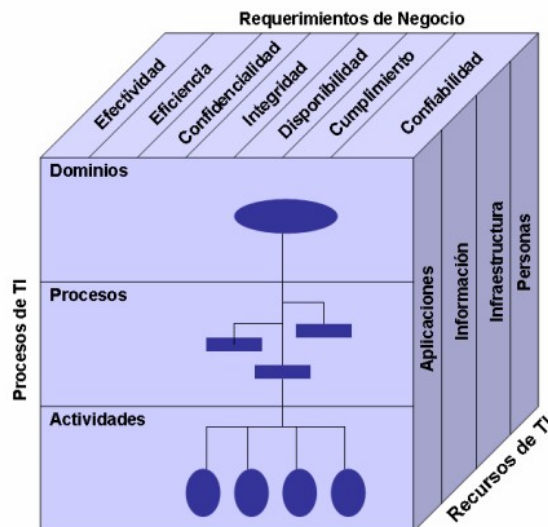 Requerimientos de Negocio
Efectividad
Eficiencia
Confidencialidad
Integridad
Disponibilidad
Cumplimiento
Confiabilidad
Dominios
Procesos
Actividades
Procesos de TI
Aplicaciones
Información
Infraestructura
Personas
Recursos de TI